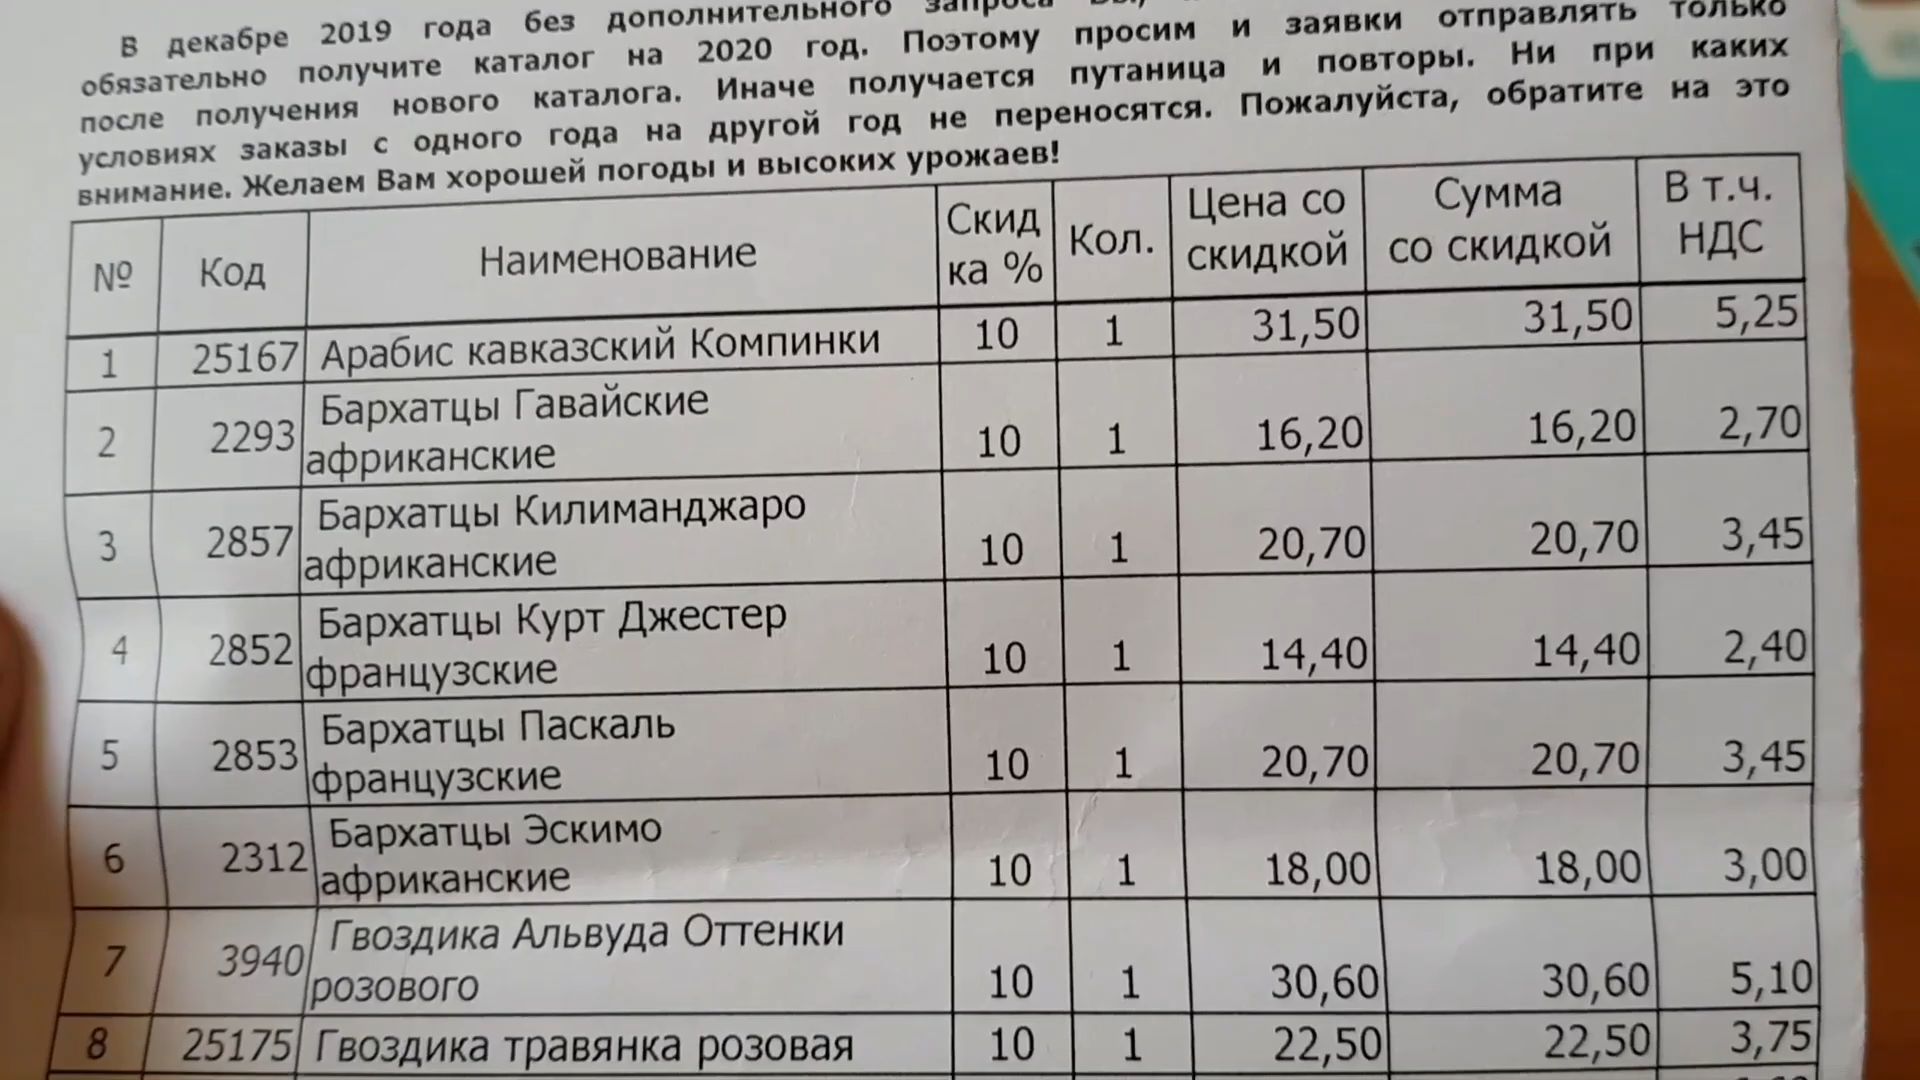 В декабре 2019 года без дополнительного запроса Вы,
обязательно получите каталог на 2020 год. Поэтому просим и заявки отправлять только
после получения нового каталога. Иначе получается путаница и повторы. Ни при каких
условиях заказы с одного года на другой год не переносятся. Пожалуйста, обратите на это
внимание. Желаем Вам хорошей погоды и высоких урожаев!
№ Код Наименование Скид ка % Кол. Цена со скидкой Сумма со скидкой В т.ч. НДС
1 25167 Арабис кавказский Компинки 10 1 31,50 31,50 5,25
2 2293 Бархатцы Гавайские
африканские 10 1 16,20 16,20 2,70
3 2857 Бархатцы Килиманджаро
африканские 10 1 20,70 20,70 3,45
4 2852 Бархатцы Курт Джестер
французские 10 1 14,40 14,40 2,40
5 2853 Бархатцы Паскаль
французские 10 1 20,70 20,70 3,45
6 2312 Бархатцы Эскимо
африканские 10 1 18,00 18,00 3,00
7 3940 Гвоздика Альвуда Оттенки
розового 10 1 30,60 30,60 5,10
8 25175 Гвоздика травянка розовая 10 1 22,50 22,50 3,75